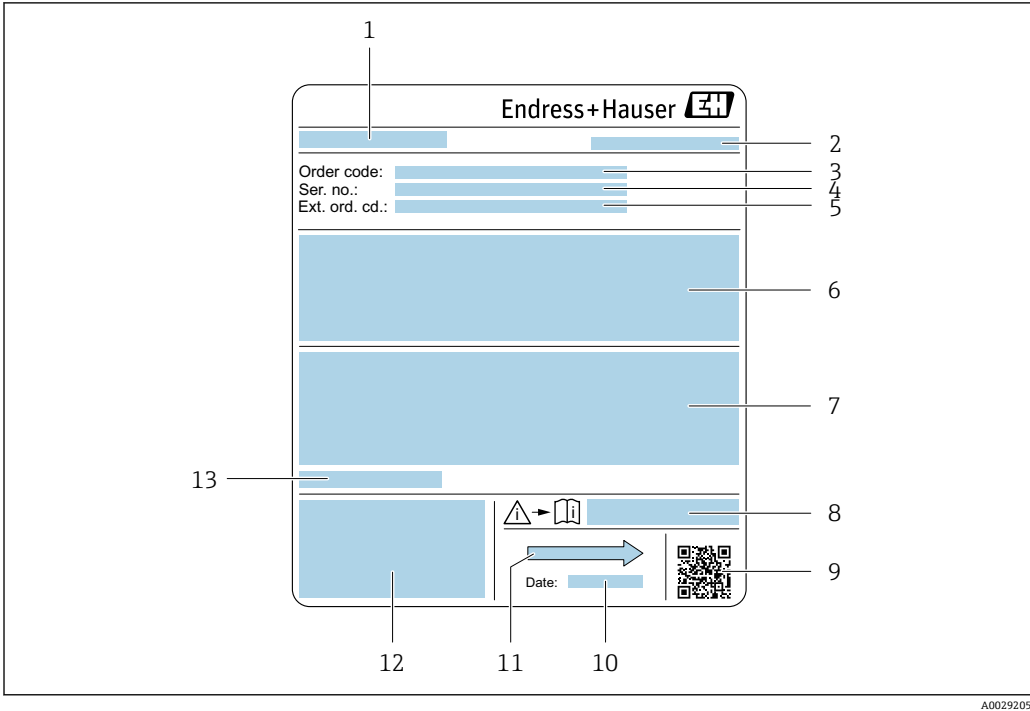 1
Endress+Hauser EH
2
Order code: 3
Ser. no.: 4
Ext. ord. cd.: 5
6
7
13
i i 8
9
Date:
12 11 10
A0029205